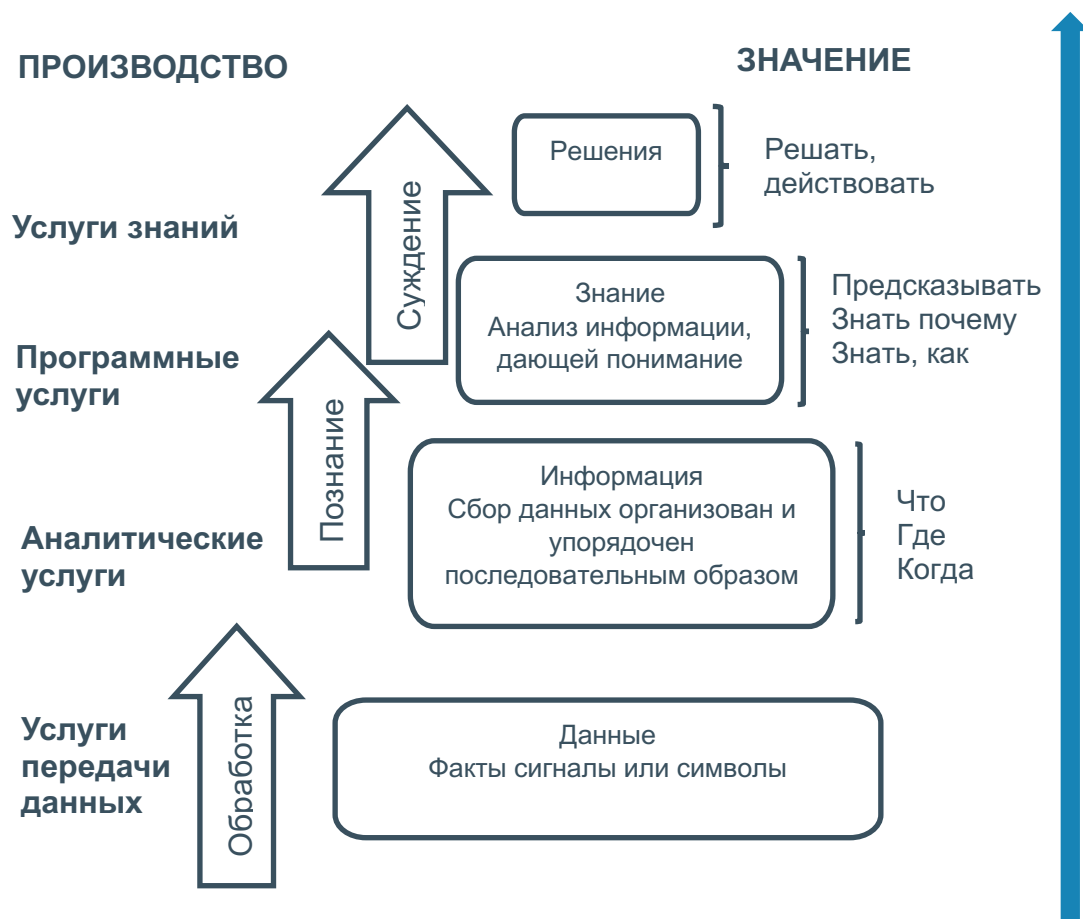 ПРОИЗВОДСТВО
ЗНАЧЕНИЕ
Решения
Решать,
действовать
Суждение
Услуги знаний
Знание
Анализ информации,
дающей понимание
Предсказывать
Знать почему
Знать, как
Программные
услуги
Познание
Информация
Сбор данных организован и
упорядочен
последовательным образом
Что
Где
Когда
Аналитические
услуги
Обработка
Услуги
передачи
данных
Данные
Факты сигналы или символы